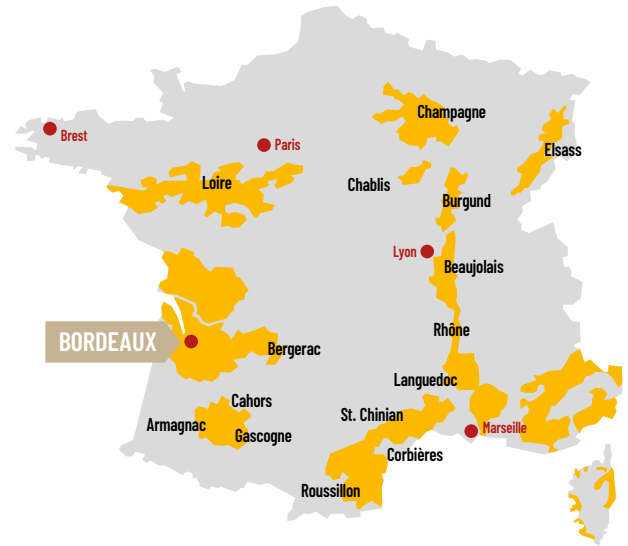 Champagne
Brest
Paris
Elsass
Loire
Chablis
Burgund
Lyon
Beaujolais
Rhône
BORDEAUX
Bergerac
Languedoc
Cahors
St. Chinian
Armagnac
Marseille
Gascogne
Corbières
Roussillon